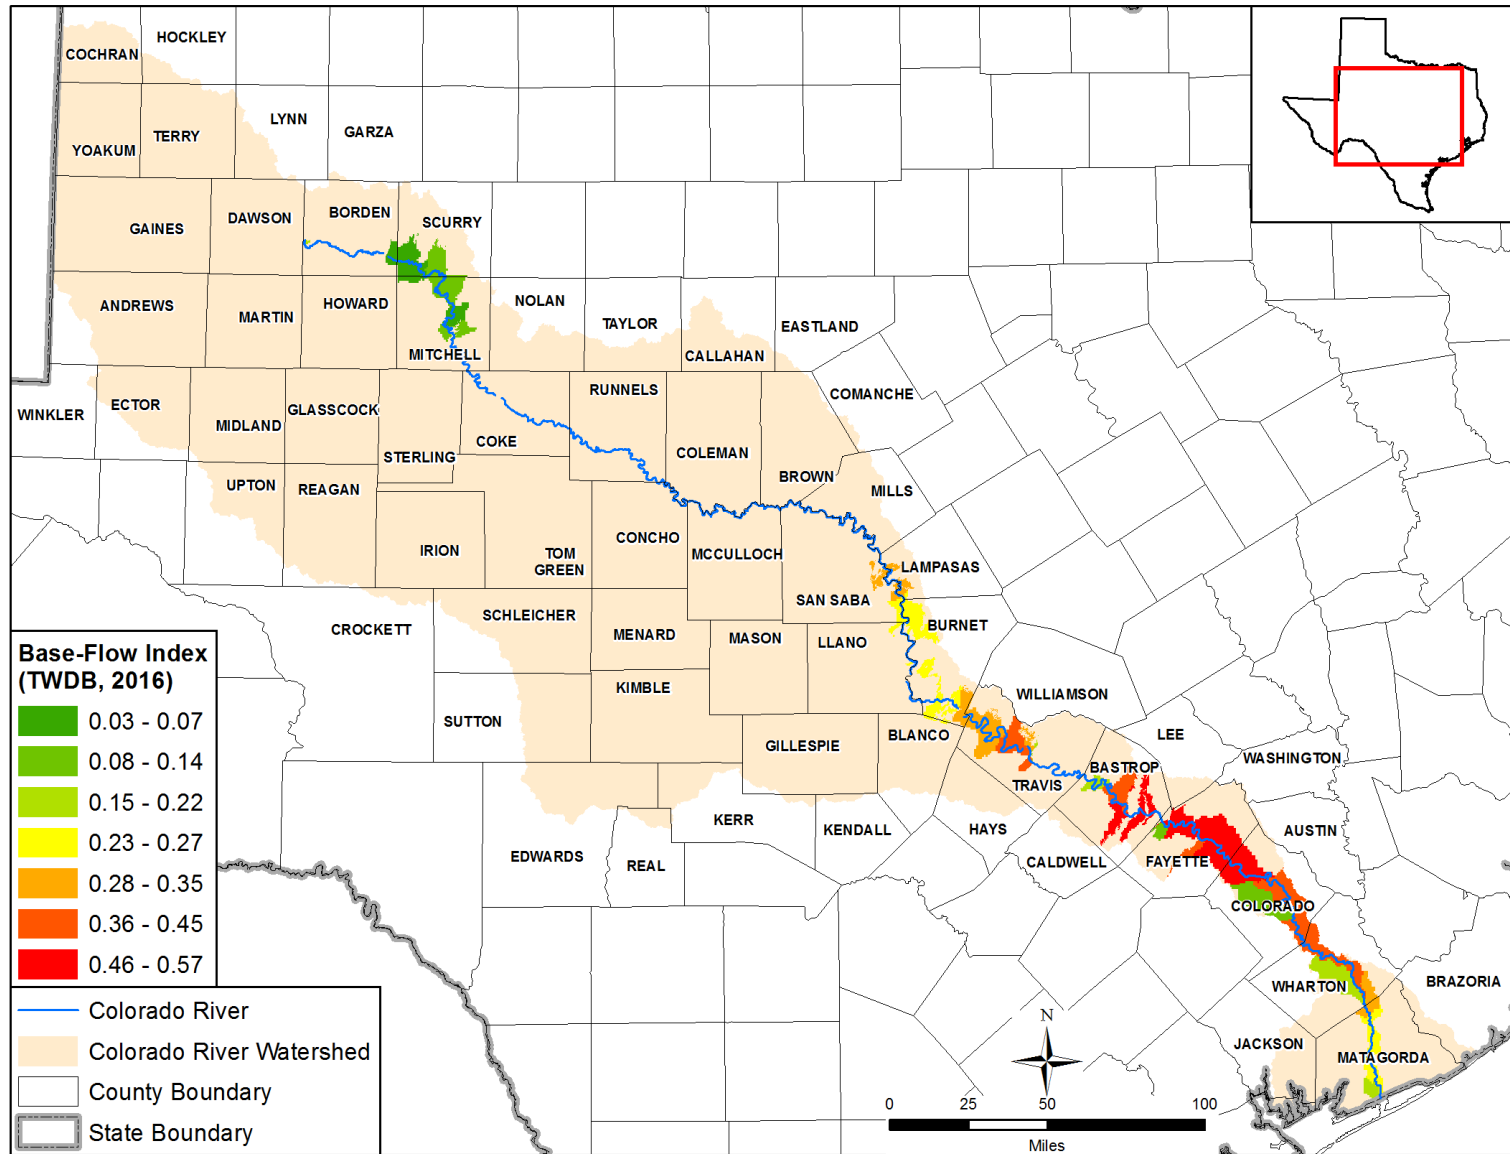 HOCKLEY
COCHRAN
LYNN
GARZA
TERRY
YOAKUM
BORDEN
DAWSON
SCURRY
GAINES
ANDREWS
MARTIN
HOWARD
NOLAN
TAYLOR
EASTLAND
MITCHELL
CALLAHAN
RUNNELS
COMANCHE
WINKLER
ECTOR
GLASSCOCK
MIDLAND
COKE
STERLING
COLEMAN
BROWN
UPTON
REAGAN
MILLS
IRION
TOM
GREEN
CONCHO
MCCULLOCH
LAMPASAS
SAN SABA
SCHLEICHER
CROCKETT
MENARD
MASON
LLANO
BURNET
KIMBLE
WILLIAMSON
SUTTON
GILLESPIE
BLANCO
LEE
WASHINGTON
BASTROP
TRAVIS
KERR
KENDALL
HAYS
AUSTIN
EDWARDS
REAL
CALDWELL
FAYETTE
COLORADO
WHARTON
BRAZORIA
JACKSON
MATAGORDA
Base-Flow Index
(TWDB, 2016)
0.03 - 0.07
0.08 - 0.14
0.15 - 0.22
0.23 - 0.27
0.28 - 0.35
0.36 - 0.45
0.46 - 0.57
Colorado River
Colorado River Watershed
County Boundary
State Boundary
N
0 25 50 100
Miles